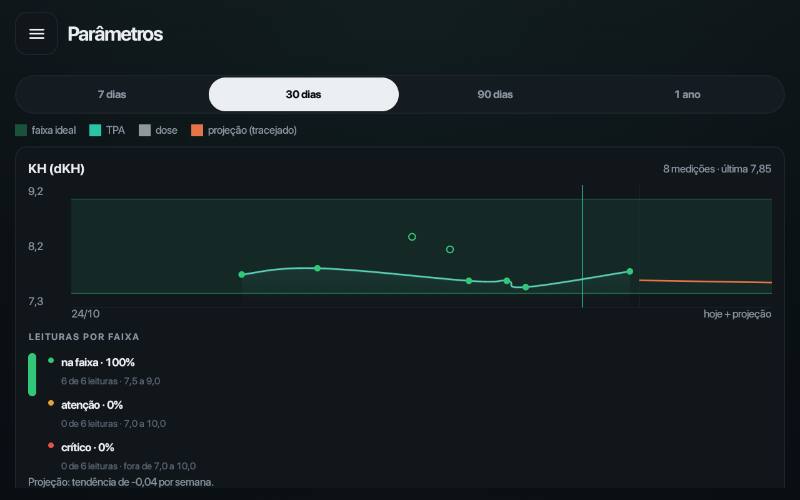 Parâmetros
7 dias 30 dias 90 dias 1 ano
faixa ideal TPA dose projeção (tracejado)
KH (dKH) 8 medições · última 7,85
9,2
8,2
7,3
24/10 hoje + projeção
LEITURAS POR FAIXA
na faixa · 100%
6 de 6 leituras · 7,5 a 9,0
atenção · 0%
0 de 6 leituras · 7,0 a 10,0
crítico · 0%
0 de 6 leituras · fora de 7,0 a 10,0
Projeção: tendência de -0,04 por semana.